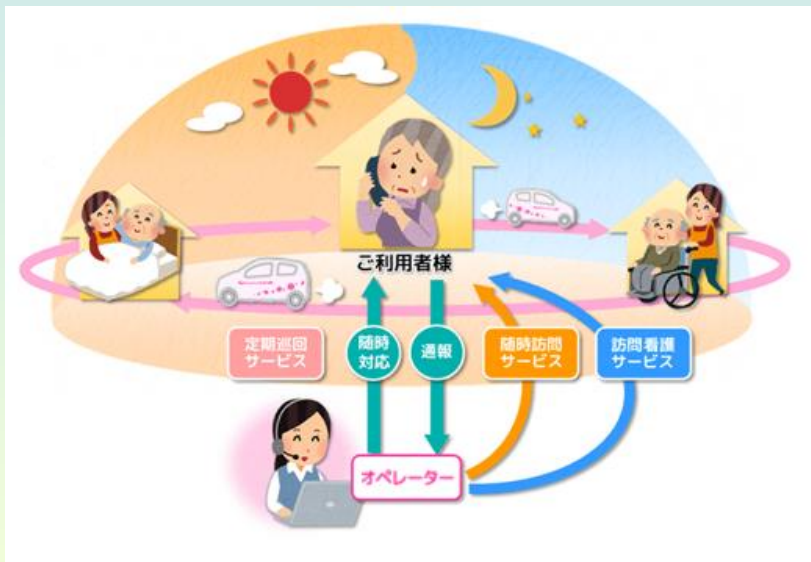 ご利用者様
定期巡回
サービス
随時
対応
通報
随時訪問
サービス
訪問看護
サービス
オペレーター